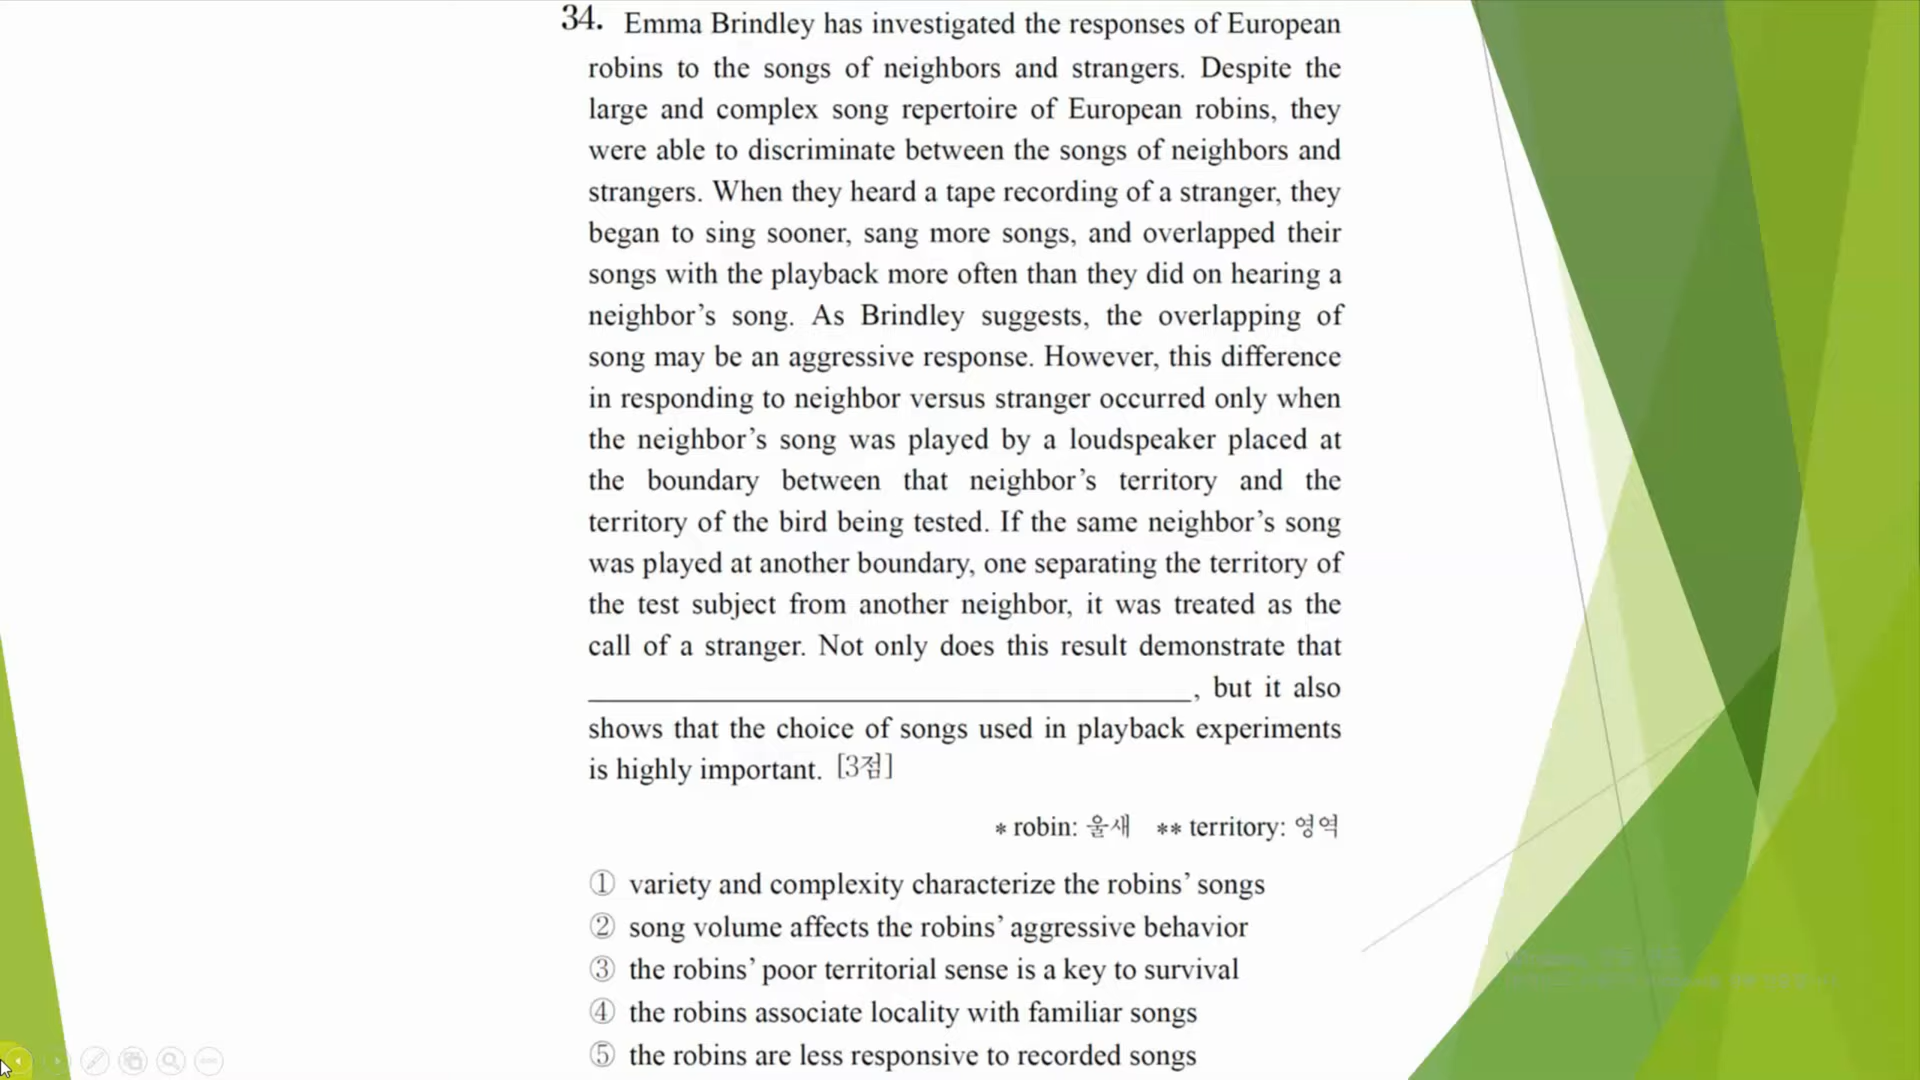 34. Emma Brindley has investigated the responses of European
robins to the songs of neighbors and strangers. Despite the
large and complex song repertoire of European robins, they
were able to discriminate between the songs of neighbors and
strangers. When they heard a tape recording of a stranger, they
began to sing sooner, sang more songs, and overlapped their
songs with the playback more often than they did on hearing a
neighbor’s song. As Brindley suggests, the overlapping of
song may be an aggressive response. However, this difference
in responding to neighbor versus stranger occurred only when
the neighbor’s song was played by a loudspeaker placed at
the boundary between that neighbor’s territory and the
territory of the bird being tested. If the same neighbor’s song
was played at another boundary, one separating the territory of
the test subject from another neighbor, it was treated as the
call of a stranger. Not only does this result demonstrate that
, but it also
shows that the choice of songs used in playback experiments
is highly important. [3점]
* robin: 울새 ** territory: 영역
① variety and complexity characterize the robins’ songs
② song volume affects the robins’ aggressive behavior
③ the robins’ poor territorial sense is a key to survival
④ the robins associate locality with familiar songs
⑤ the robins are less responsive to recorded songs